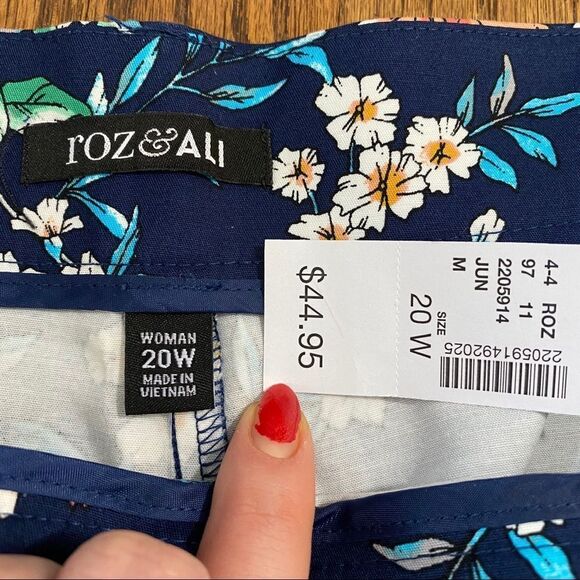 roz&ALI
WOMAN
20W
MADE IN
VIETNAM
$44.95
SIZE
20 W
4-4 ROZ
97 11
2205914
JUN
M
220591492025